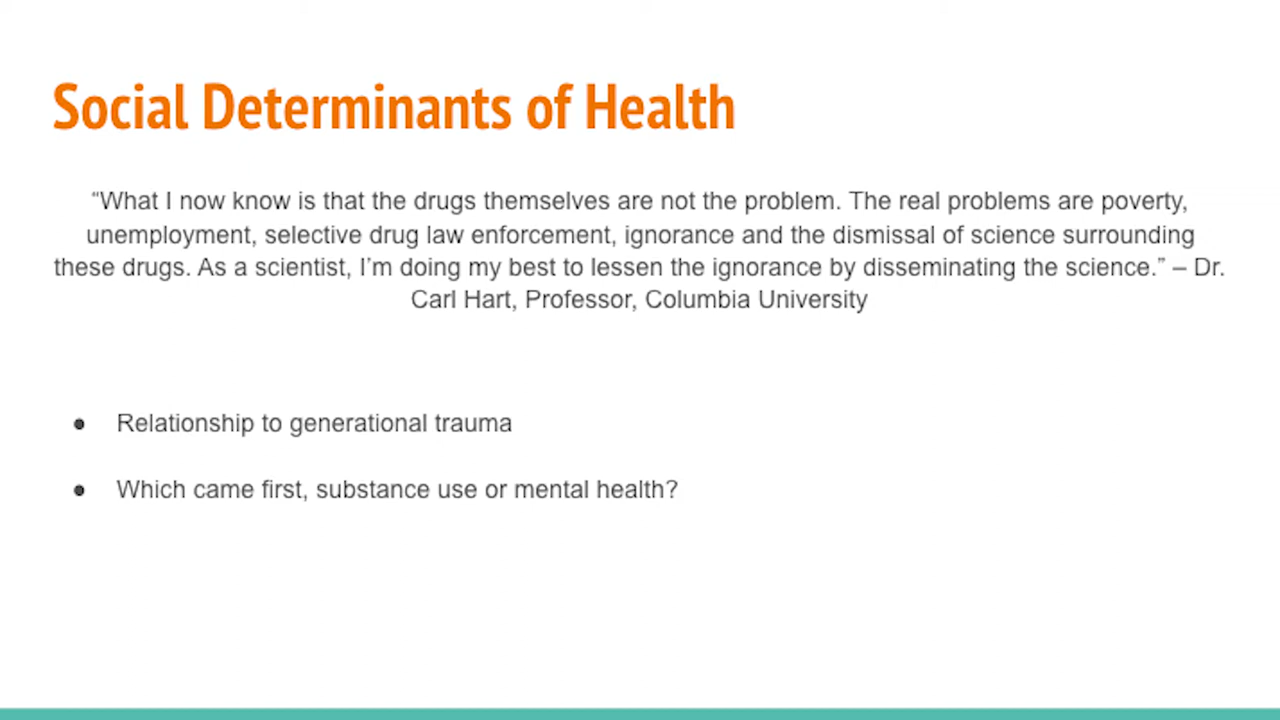 Social Determinants of Health
“What I now know is that the drugs themselves are not the problem. The real problems are poverty,
unemployment, selective drug law enforcement, ignorance and the dismissal of science surrounding
these drugs. As a scientist, I’m doing my best to lessen the ignorance by disseminating the science.” – Dr.
Carl Hart, Professor, Columbia University
● Relationship to generational trauma
● Which came first, substance use or mental health?